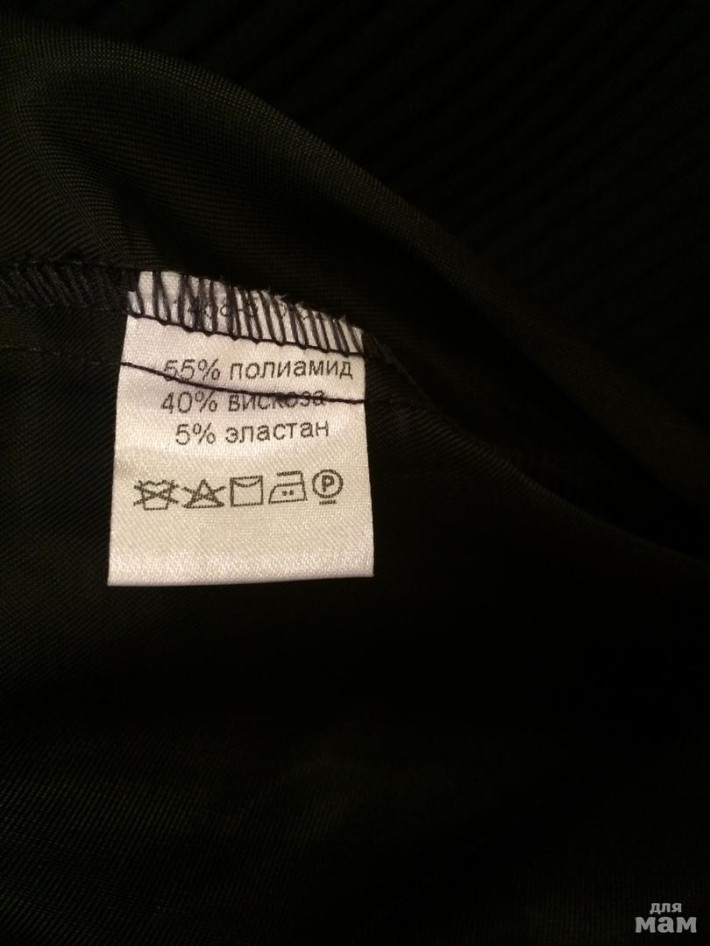 55% полиамид
40% вискоза
5% эластан
P
для
мам